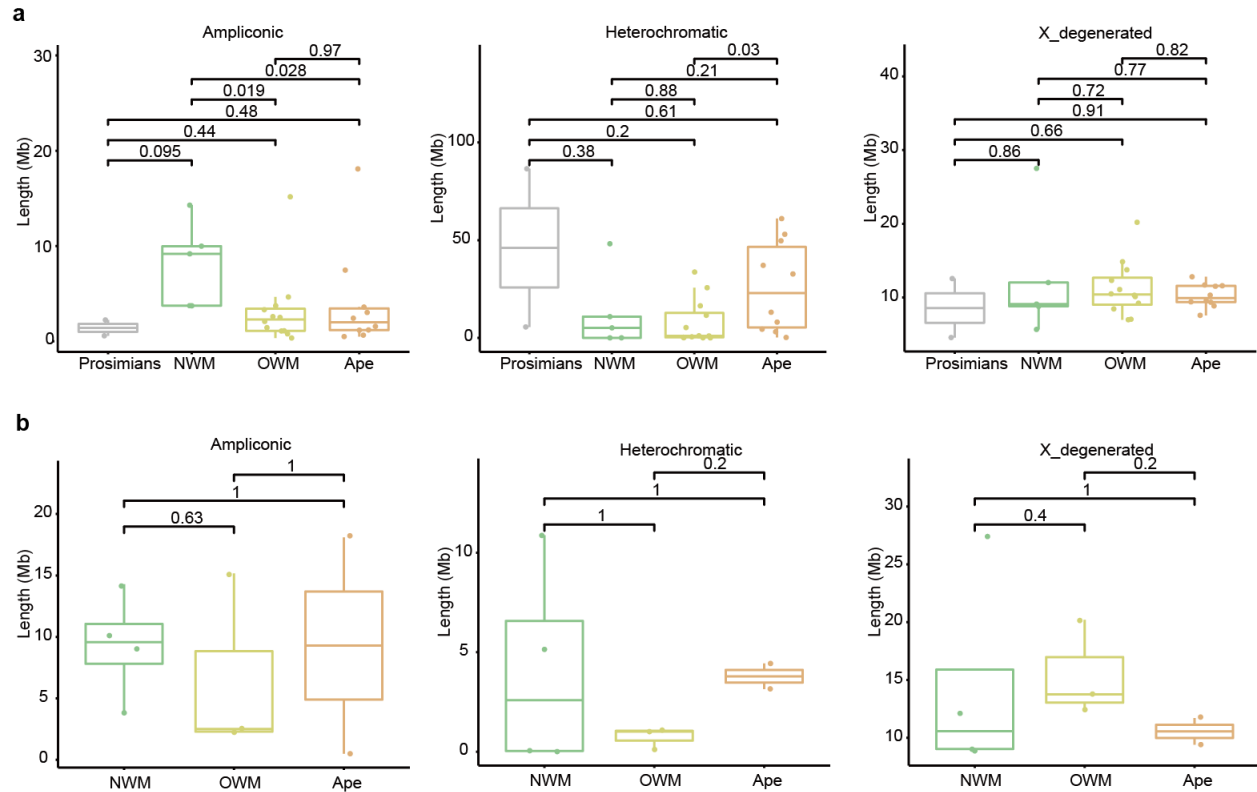 a
Ampliconic
Length (Mb)
30
20
10
0
0.97
0.028
0.019
0.48
0.44
0.095
Prosimians NWM OWM Ape
Heterochromatic
Length (Mb)
100
50
0
0.03
0.21
0.88
0.61
0.2
0.38
Prosimians NWM OWM Ape
X_degenerated
Length (Mb)
40
30
20
10
0.82
0.77
0.72
0.91
0.66
0.86
Prosimians NWM OWM Ape
b
Ampliconic
Length (Mb)
20
15
10
5
0
1
1
0.63
NWM OWM Ape
Heterochromatic
Length (Mb)
10
5
0
0.2
1
1
NWM OWM Ape
X_degenerated
Length (Mb)
30
25
20
15
10
0.2
1
0.4
NWM OWM Ape